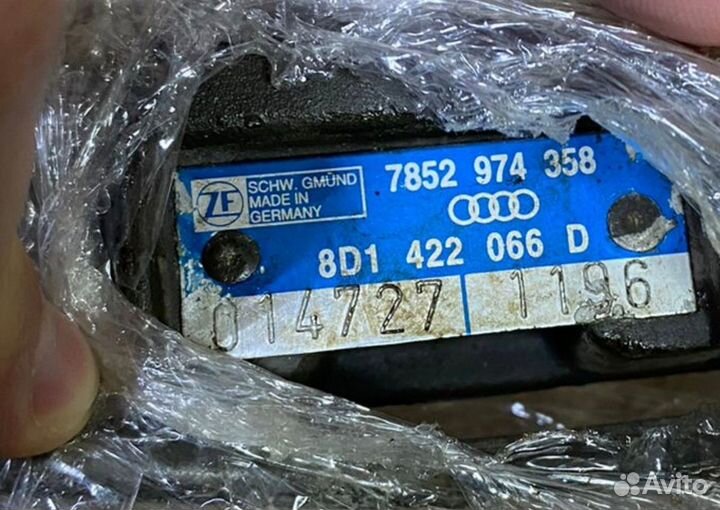 ZF
SCHW. GMÜND
MADE IN
GERMANY
7852 974 358
8D1 422 066 D
014727 1196
Avito